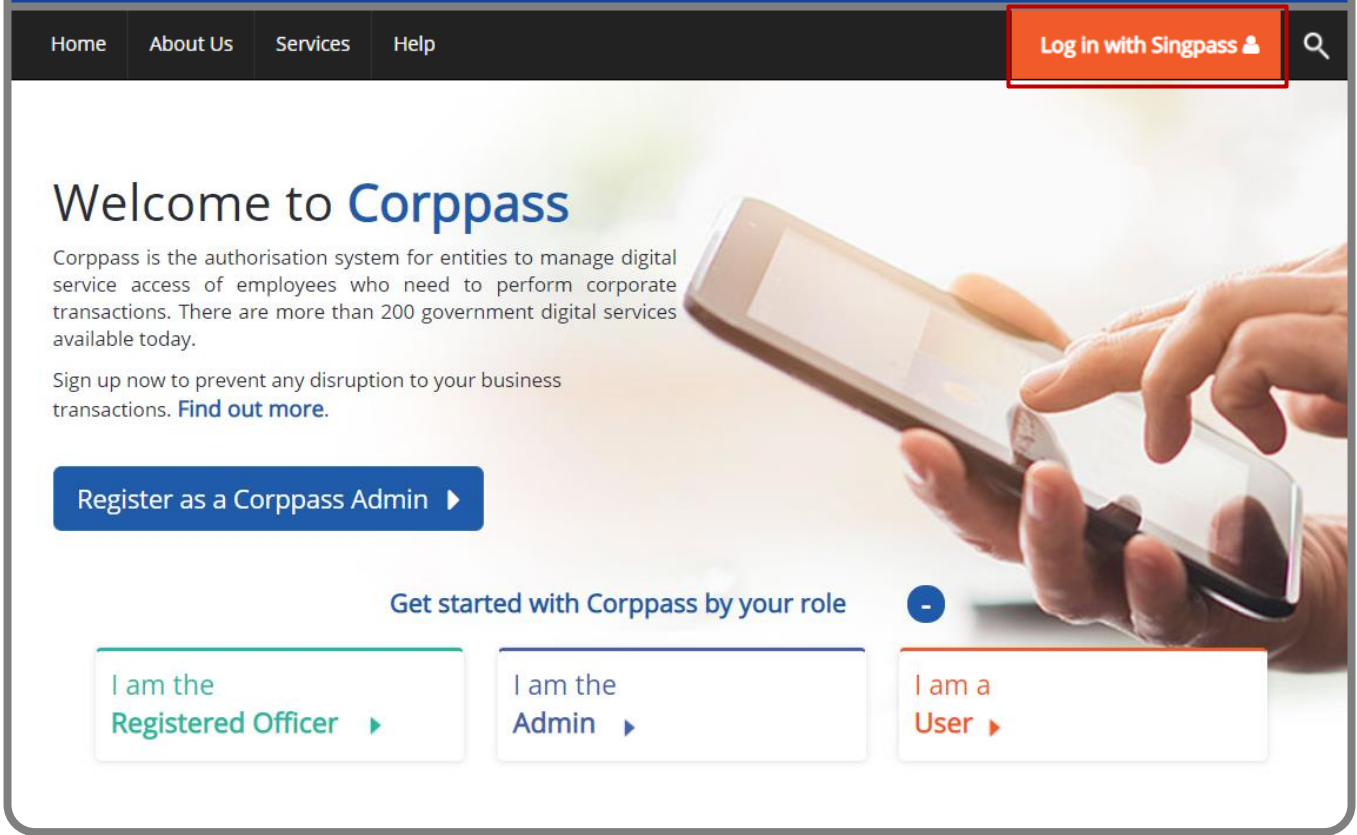 Home About Us Services Help Log in with Singpass
Welcome to Corppass
Corppass is the authorisation system for entities to manage digital
service access of employees who need to perform corporate
transactions. There are more than 200 government digital services
available today.
Sign up now to prevent any disruption to your business
transactions. Find out more.
Register as a Corppass Admin
Get started with Corppass by your role -
I am the
Registered Officer
I am the
Admin
I am a
User